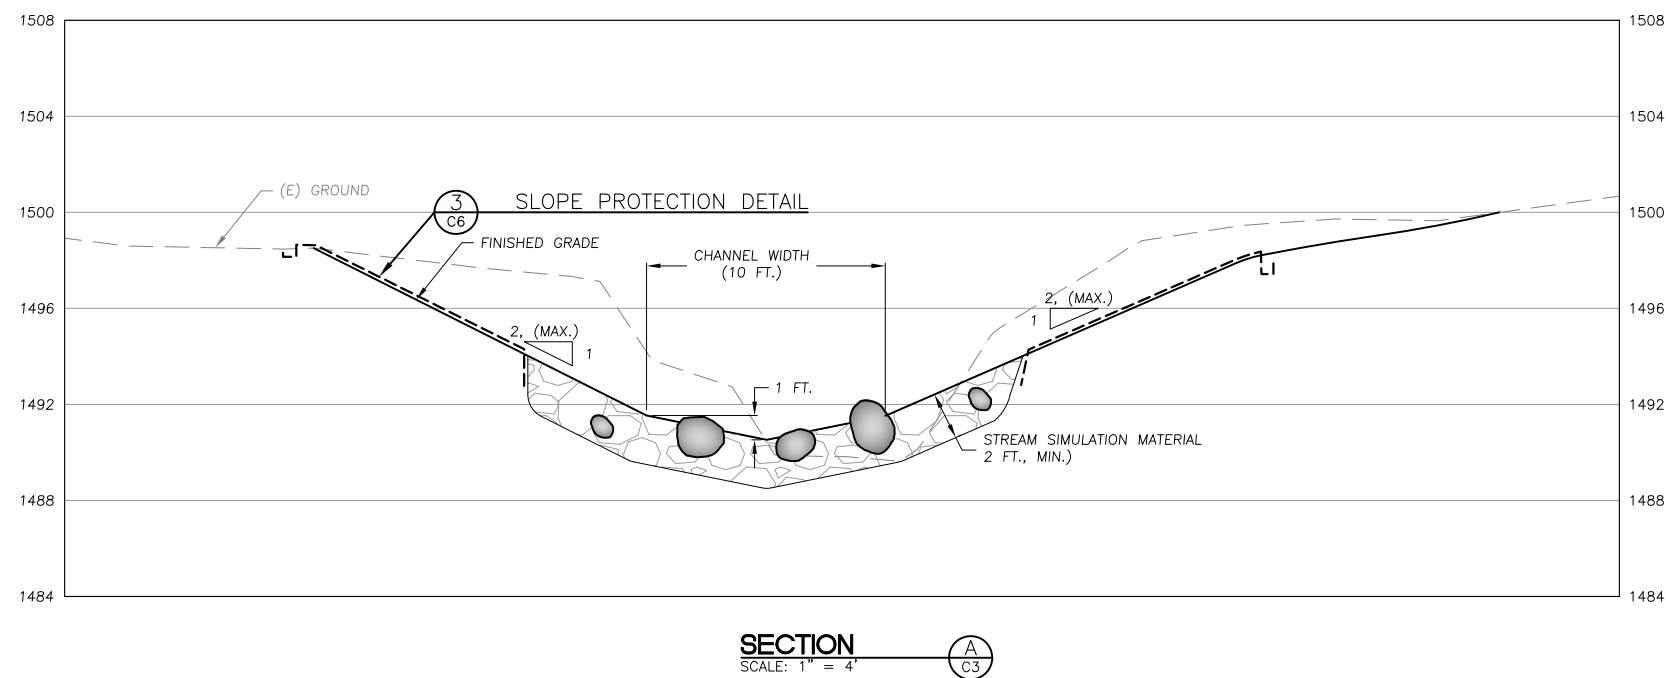 1508
1508
1504
1504
(E) GROUND
3
C6
SLOPE PROTECTION DETAIL
1500
1500
FINISHED GRADE
CHANNEL WIDTH
(10 FT.)
1496
1496
2, (MAX.)
1
2, (MAX.)
1
1 FT.
1492
1492
STREAM SIMULATION MATERIAL
2 FT., MIN.)
1488
1488
1484
1484
SECTION
SCALE: 1" = 4'
A
C3